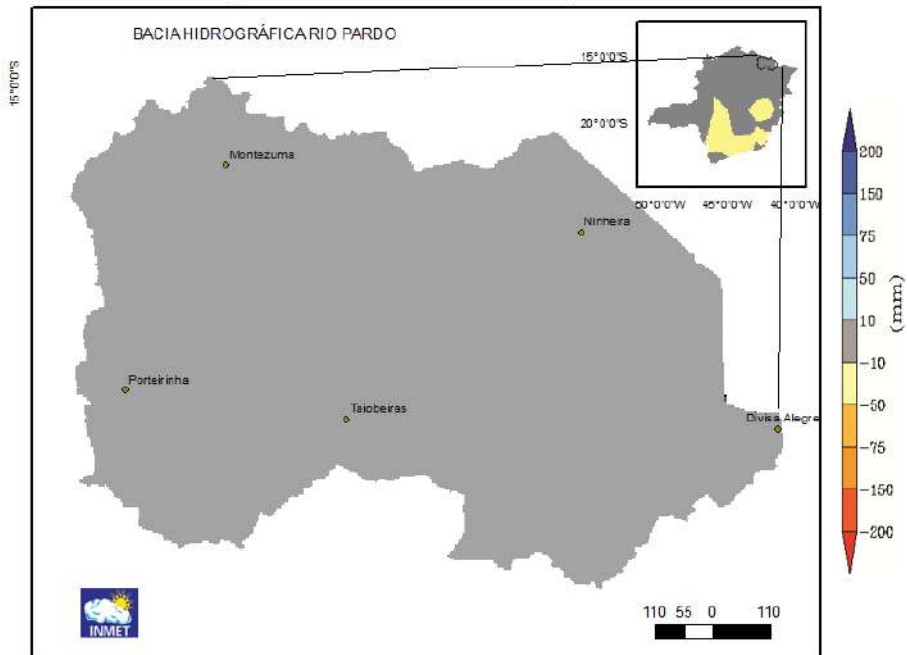 BACIA HIDROGRÁFICA RIO PARDO
15°0'0"S
15°0'0"S
20°0'0"S
50°0'0"W 45°0'0"W 40°0'0"W
Montezuma
Ninheira
Porteirinha
Taiobeiras
Divisa Alegre
200
150
75
50
10
-10
-50
-75
-150
-200
(mm)
INMET
110 55 0 110